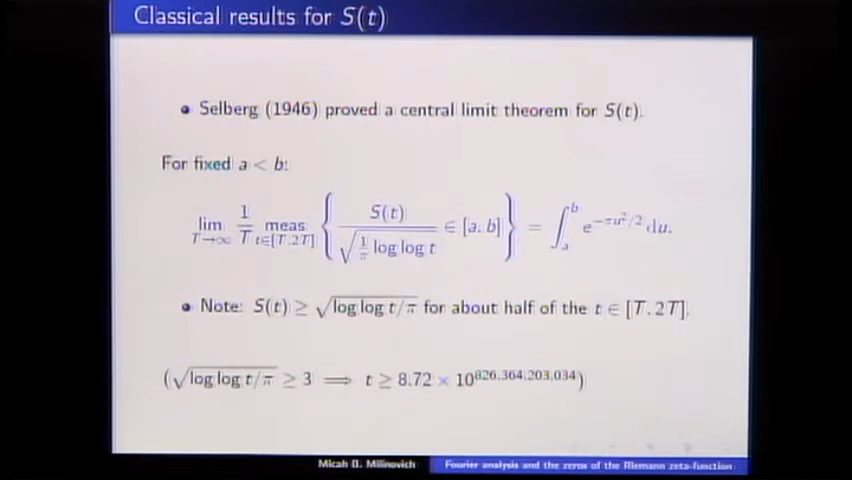 Classical results for S(t)
• Selberg (1946) proved a central limit theorem for S(t).
For fixed a < b:
lim_{T→∞} 1/T meas_{t∈[T,2T]} { S(t) / √(1/π log log t) ∈ [a, b] } = ∫_a^b e^{−πu²/2} du.
• Note: S(t) ≥ √(log log t/π) for about half of the t ∈ [T, 2T].
(√(log log t/π) ≥ 3 ⟹ t ≥ 8.72 × 10^{826,364,203,034})
Micah B. Milinovich Fourier analysis and the zeros of the Riemann zeta-function